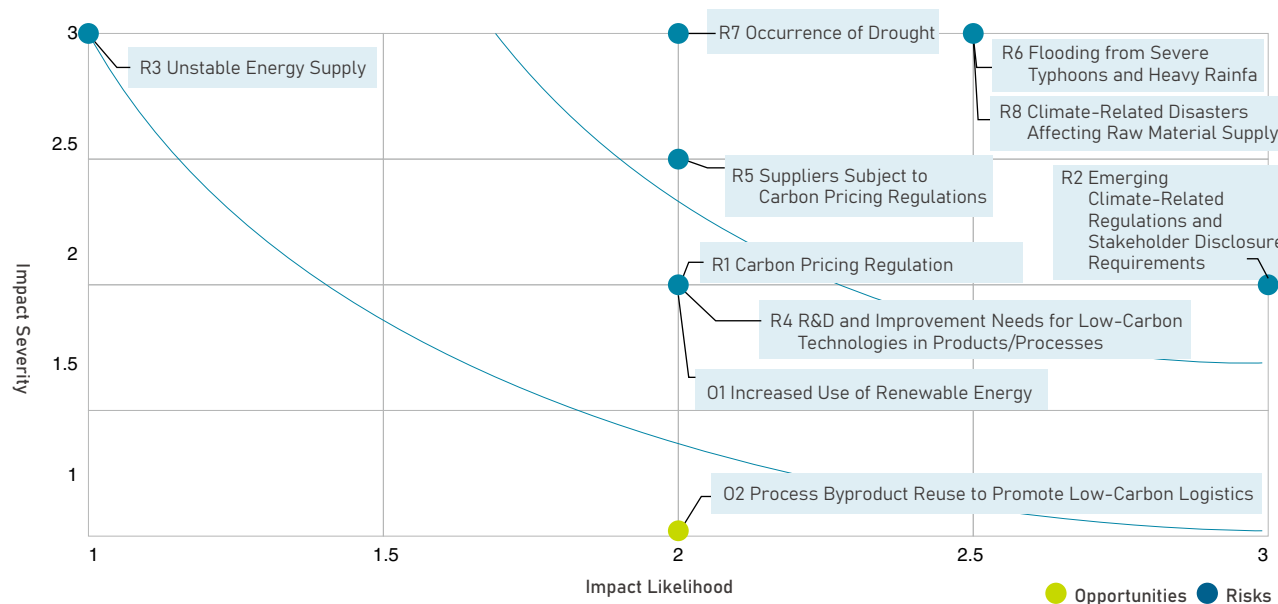 3
R3 Unstable Energy Supply
R7 Occurrence of Drought
R6 Flooding from Severe
Typhoons and Heavy Rainfa
R8 Climate-Related Disasters
Affecting Raw Material Supply
2.5
R5 Suppliers Subject to
Carbon Pricing Regulations
R2 Emerging
Climate-Related
Regulations and
Stakeholder Disclosure
Requirements
2
R1 Carbon Pricing Regulation
R4 R&D and Improvement Needs for Low-Carbon
Technologies in Products/Processes
1.5
O1 Increased Use of Renewable Energy
1
O2 Process Byproduct Reuse to Promote Low-Carbon Logistics
Impact Severity
1
1.5
2
2.5
3
Impact Likelihood
Opportunities
Risks